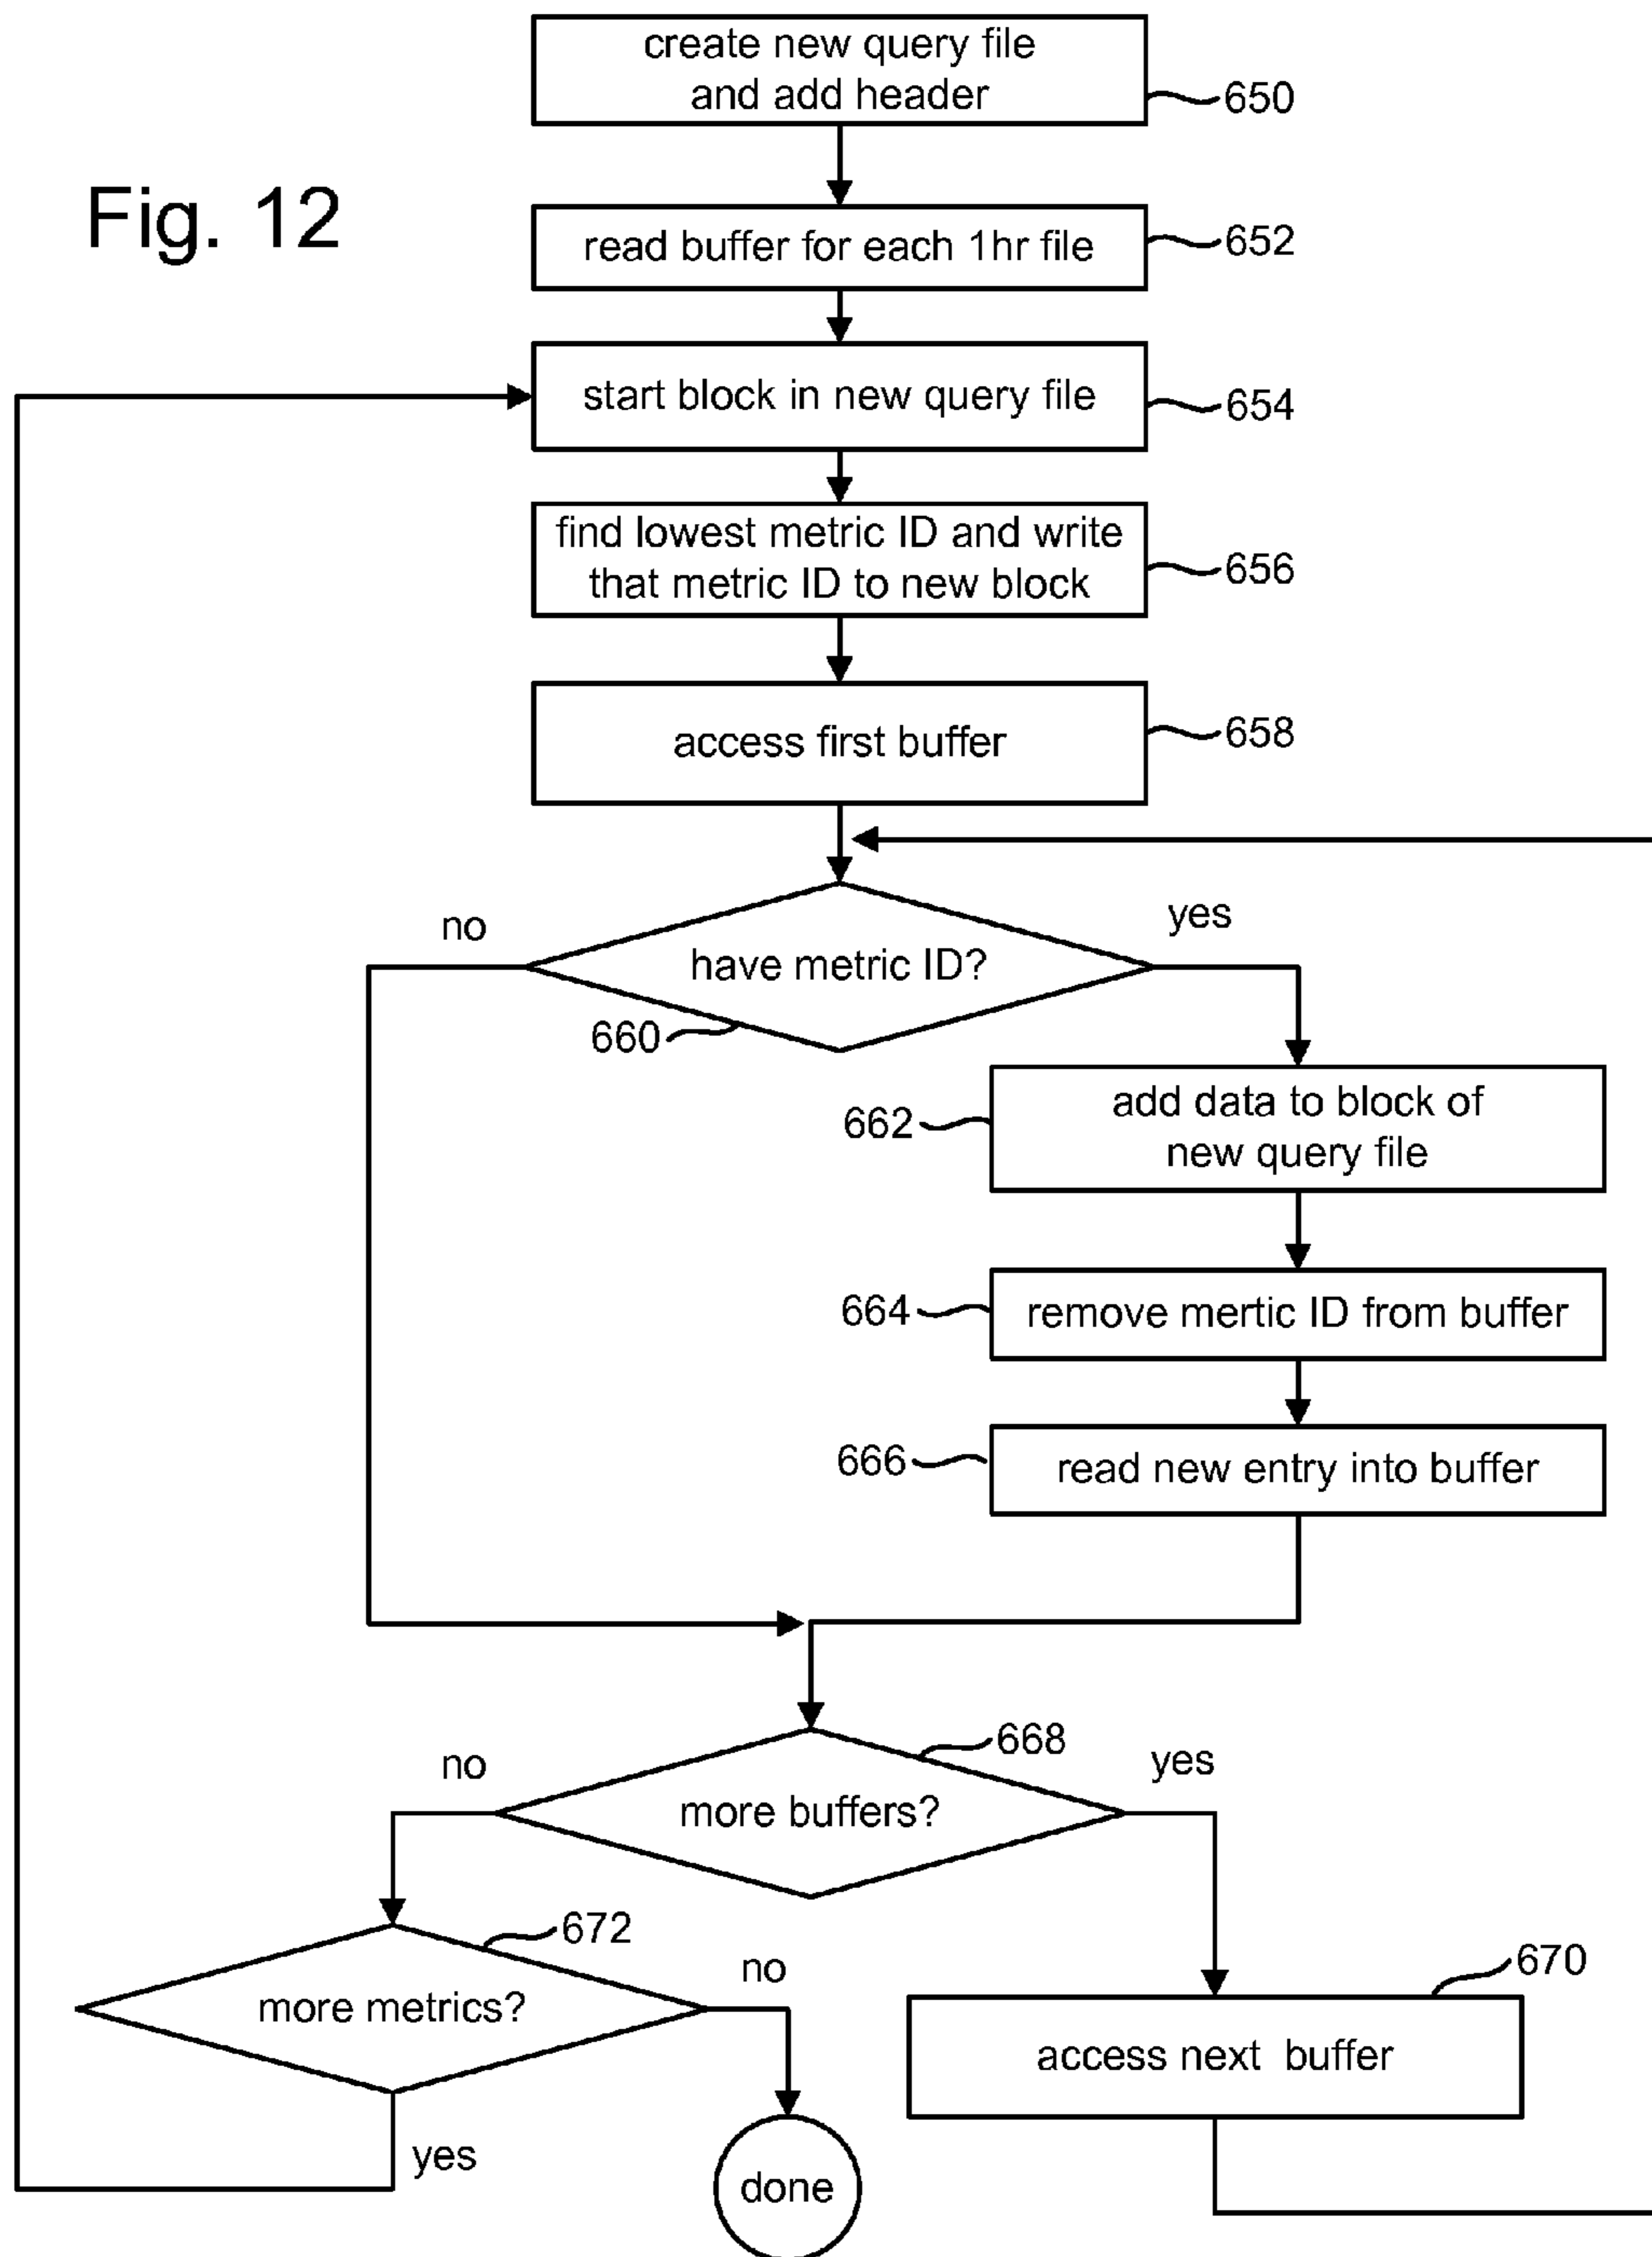 create new query file
and add header
650
Fig. 12
read buffer for each 1hr file
652
start block in new query file
654
find lowest metric ID and write
that metric ID to new block
656
access first buffer
658
no
yes
have metric ID?
660
add data to block of
new query file
662
664
remove mertic ID from buffer
666
read new entry into buffer
668
no
yes
more buffers?
672
more metrics?
no
670
access next buffer
yes
done